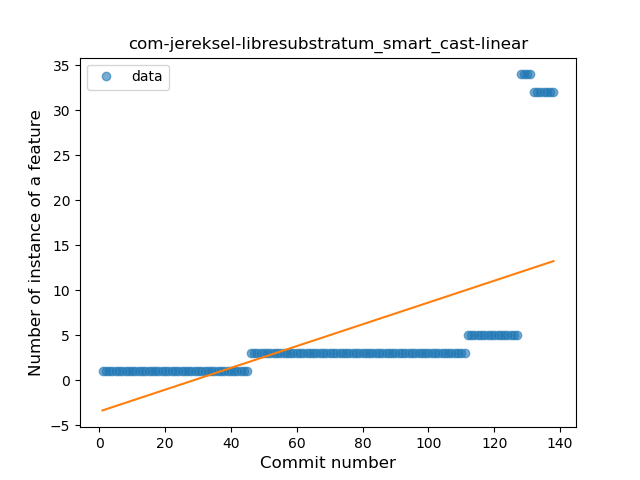 com-jereksel-libresubstratum_smart_cast-linear
data
Number of instance of a feature
35
30
25
20
15
10
5
0
−5
0 20 40 60 80 100 120 140
Commit number